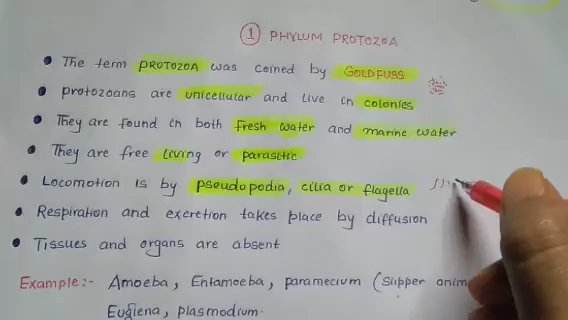 ① PHYLUM PROTOZOA
• The term PROTOZOA was coined by GOLDFUSS
• protozoans are unicellular and live in colonies
• They are found in both fresh water and marine water
• They are free living or parasitic
• Locomotion is by pseudopodia, cilia or flagella
• Respiration and excretion takes place by diffusion
• Tissues and organs are absent
Example:- Amoeba, Entamoeba, paramecium (slipper anim
Euglena, plasmodium.